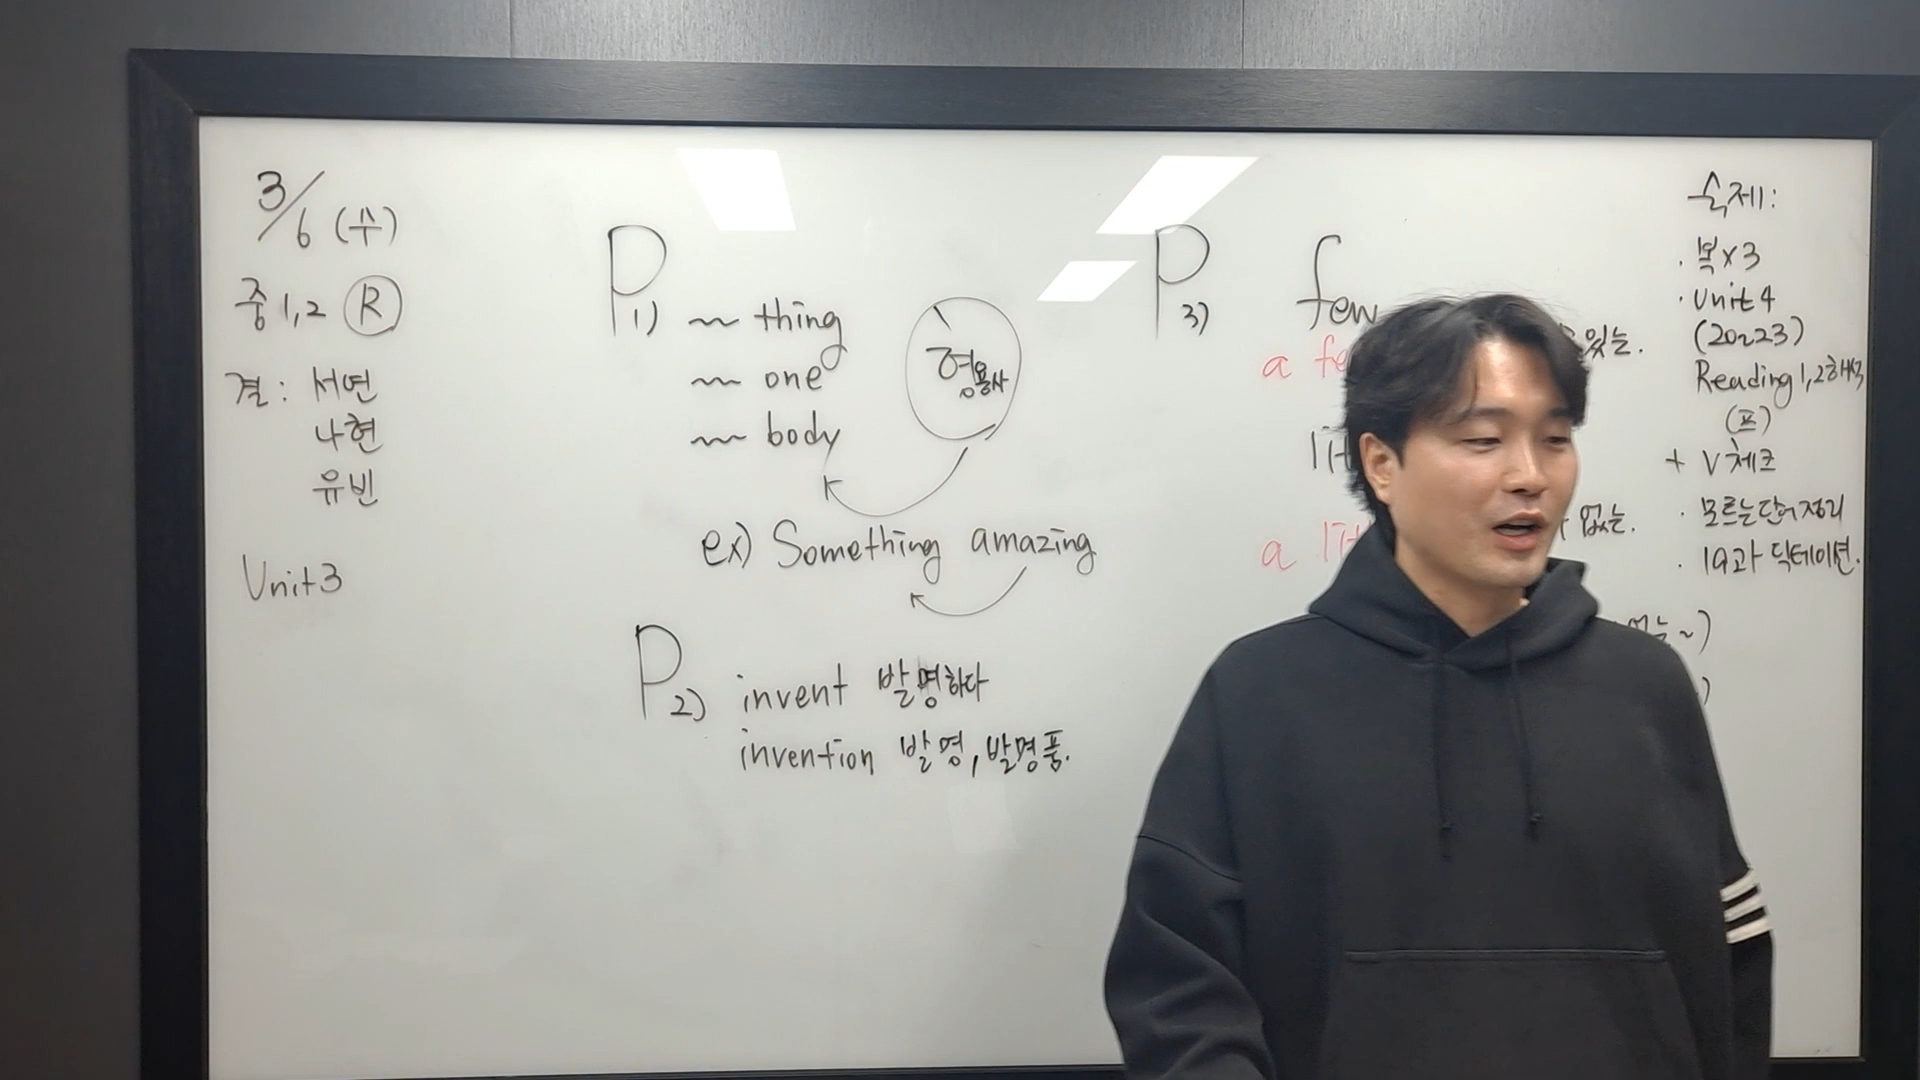 3/6 (수)
중1,2 Ⓡ
결: 서연
나현
유빈
Unit3
P1) ~ thing
~ one
~ body
형용사
ex) Something amazing
P2) invent 발명하다
invention 발명, 발명품.
P3) few
a fe
있는.
a
없는.
없는~)
숙제:
· 복x3
· Unit4
(20~23)
Reading1,2해석
(프)
+ V체크
· 모르는단어정리
· 19과 딕테이션.